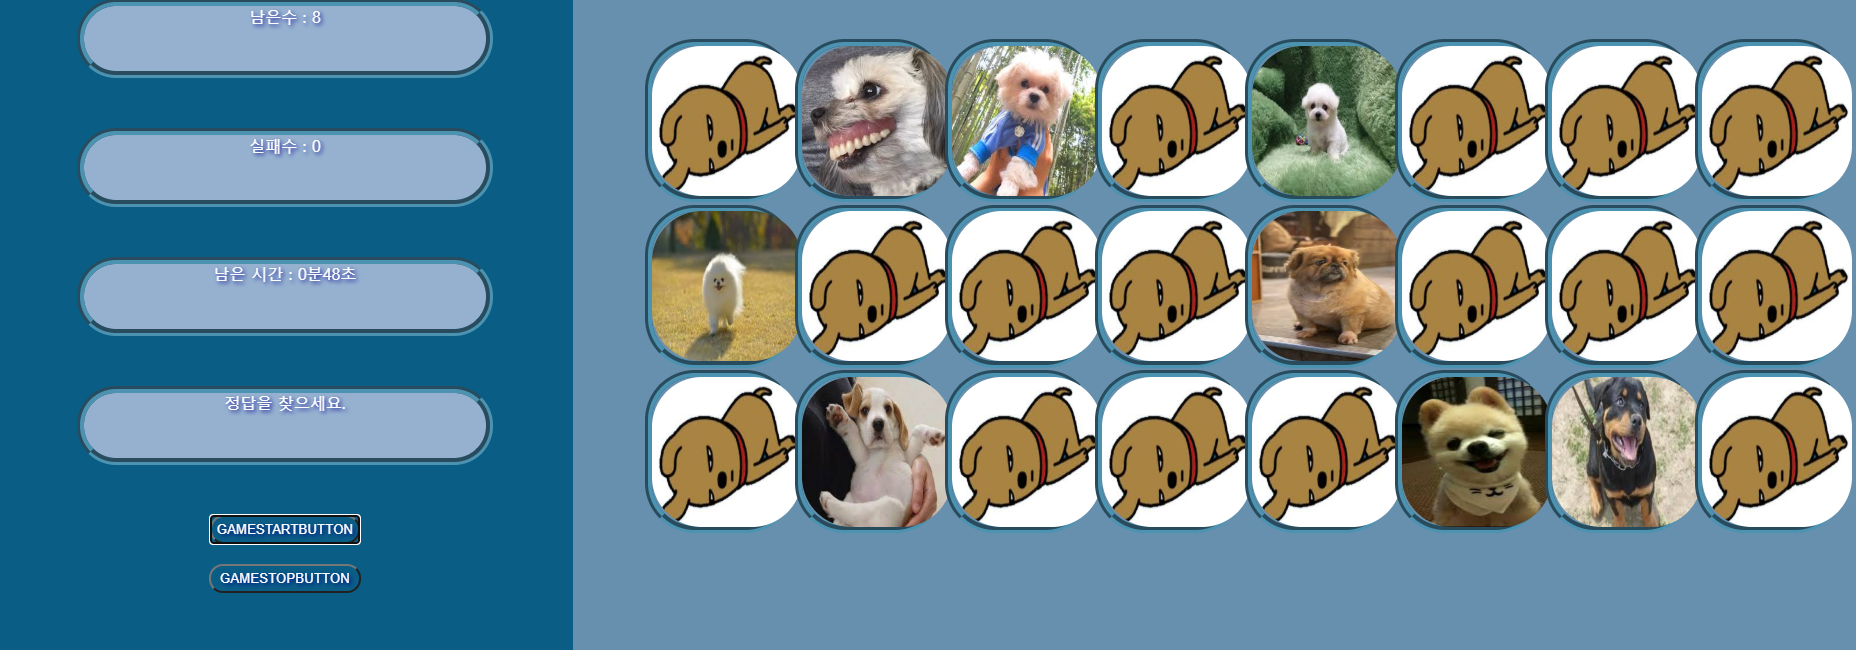 남은수 : 8
실패수 : 0
남은 시간 : 0분48초
정답을 찾으세요.
GAMESTARTBUTTON
GAMESTOPBUTTON